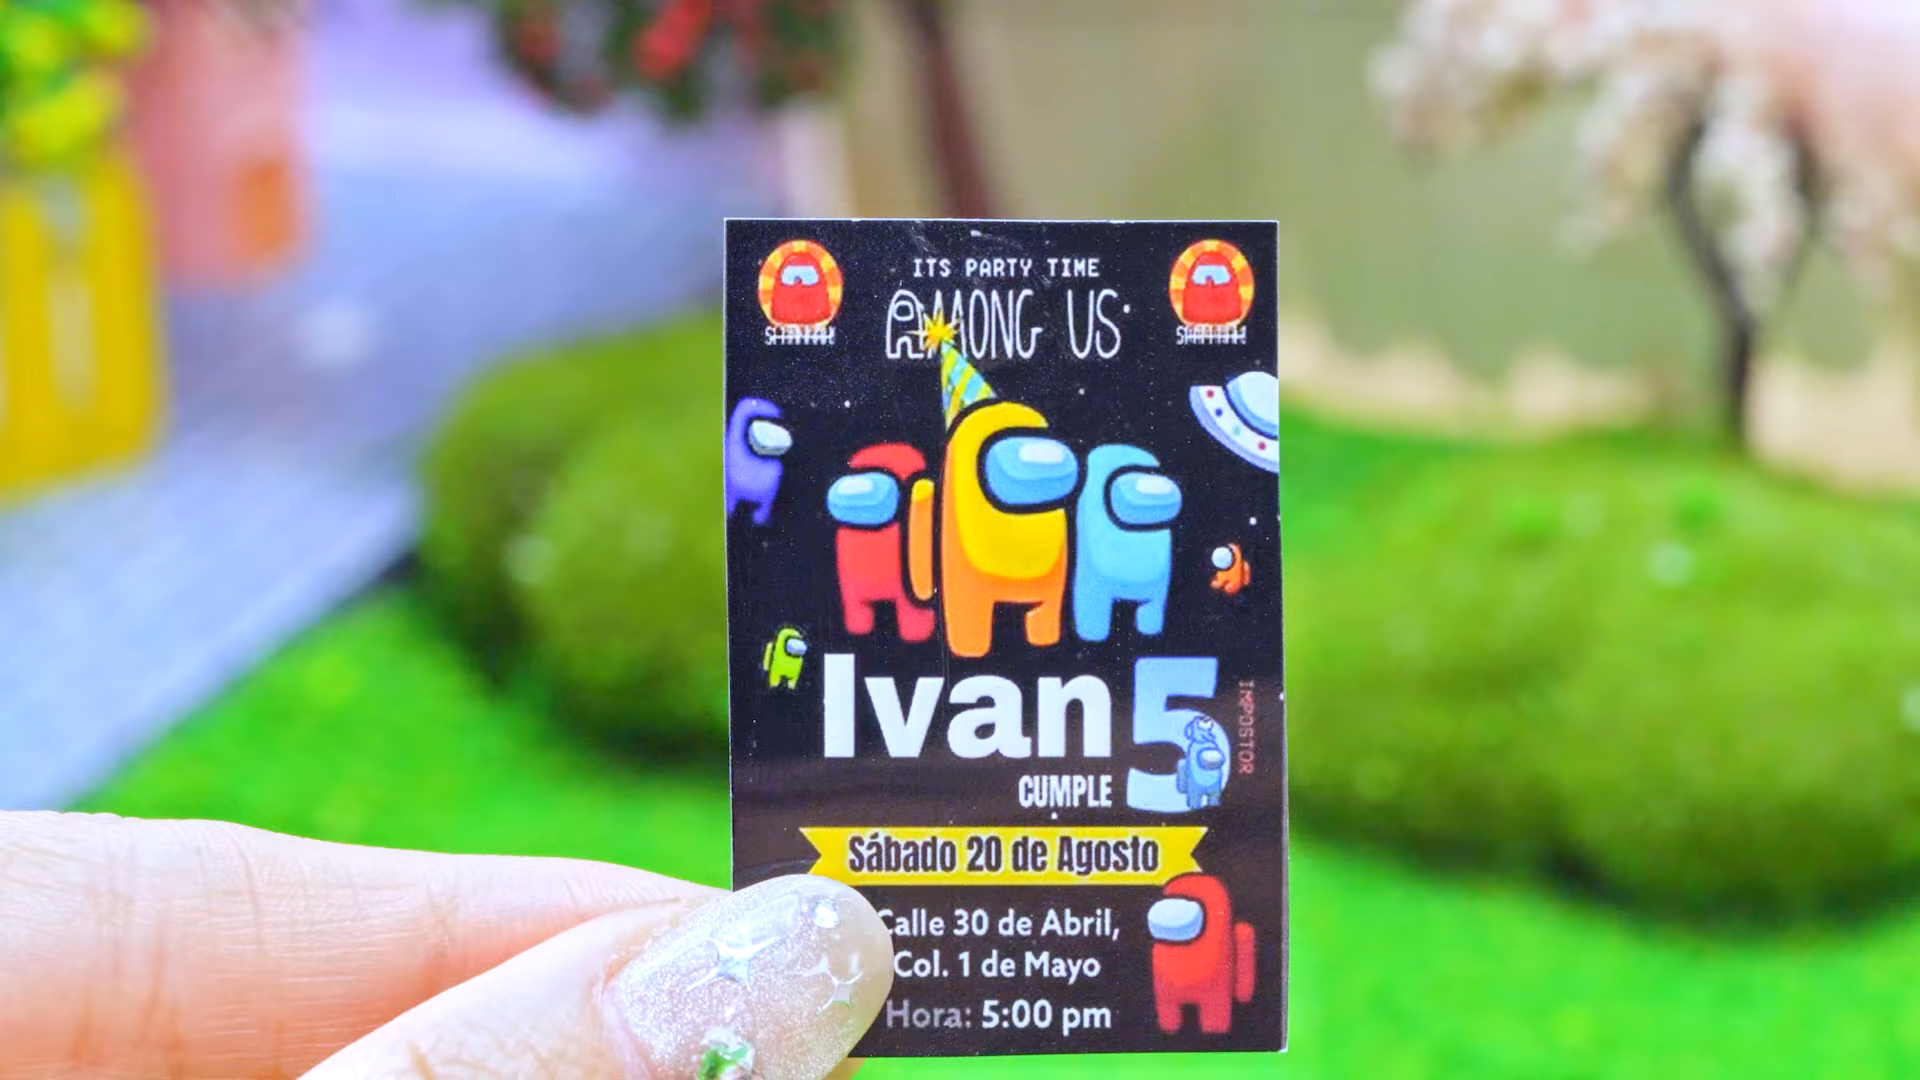 ITS PARTY TIME
AMONG US
Ivan 5
CUMPLE
IMPOSTOR
Sábado 20 de Agosto
Calle 30 de Abril,
Col. 1 de Mayo
Hora: 5:00 pm